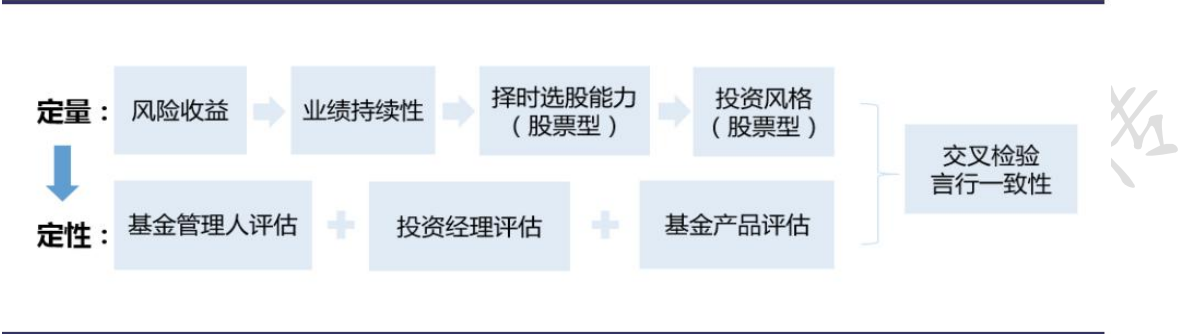 定量： 风险收益 业绩持续性 择时选股能力 投资风格
（股票型） （股票型）
交叉检验
言行一致性
定性： 基金管理人评估 投资经理评估 基金产品评估